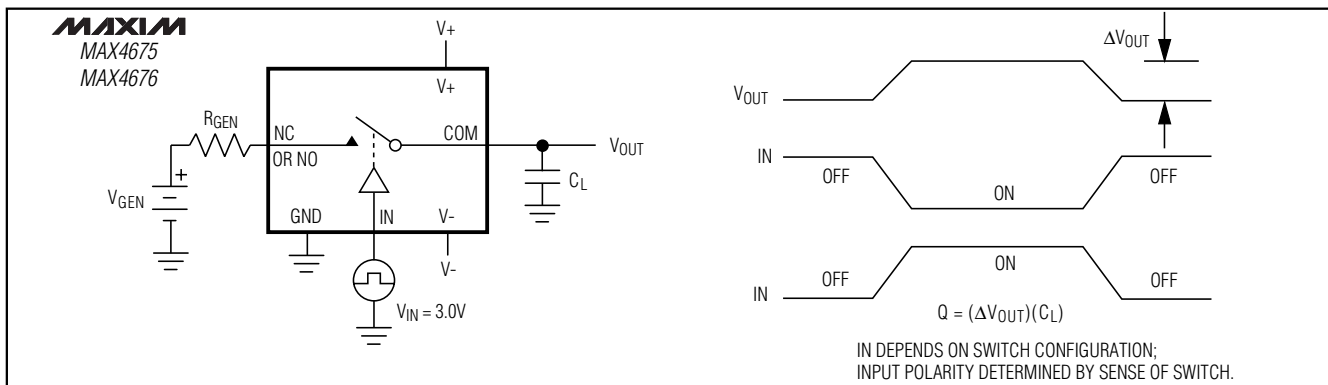 MAXIM
MAX4675
MAX4676
V+
V+
RGEN
NC
OR NO
COM
VOUT
+
VGEN
CL
GND
IN
V-
V-
VIN = 3.0V
ΔVOUT
VOUT
IN
OFF
ON
OFF
IN
OFF
ON
OFF
Q = (ΔVOUT)(CL)
IN DEPENDS ON SWITCH CONFIGURATION;
INPUT POLARITY DETERMINED BY SENSE OF SWITCH.